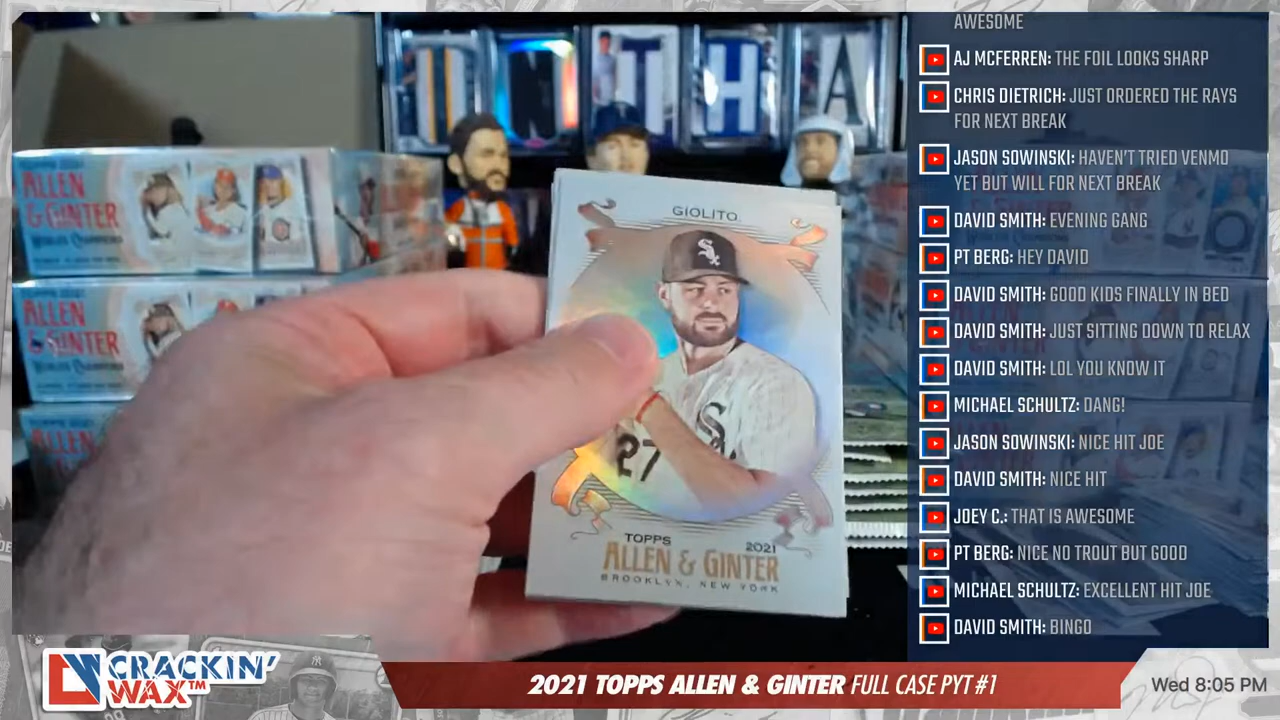 AWESOME
AJ MCFERREN: THE FOIL LOOKS SHARP
CHRIS DIETRICH: JUST ORDERED THE RAYS
FOR NEXT BREAK
JASON SOWINSKI: HAVEN'T TRIED VENMO
YET BUT WILL FOR NEXT BREAK
DAVID SMITH: EVENING GANG
PT BERG: HEY DAVID
DAVID SMITH: GOOD KIDS FINALLY IN BED
DAVID SMITH: JUST SITTING DOWN TO RELAX
DAVID SMITH: LOL YOU KNOW IT
MICHAEL SCHULTZ: DANG!
JASON SOWINSKI: NICE HIT JOE
DAVID SMITH: NICE HIT
JOEY C.: THAT IS AWESOME
PT BERG: NICE NO TROUT BUT GOOD
MICHAEL SCHULTZ: EXCELLENT HIT JOE
DAVID SMITH: BINGO
T H A
ALLEN
& GINTER
ALLEN
& GINTER
ALLEN
GIOLITO
27
TOPPS 2021
ALLEN & GINTER
BROOKLYN, NEW YORK
CRACKIN'
WAX™
2021 TOPPS ALLEN & GINTER FULL CASE PYT #1
Wed 8:05 PM